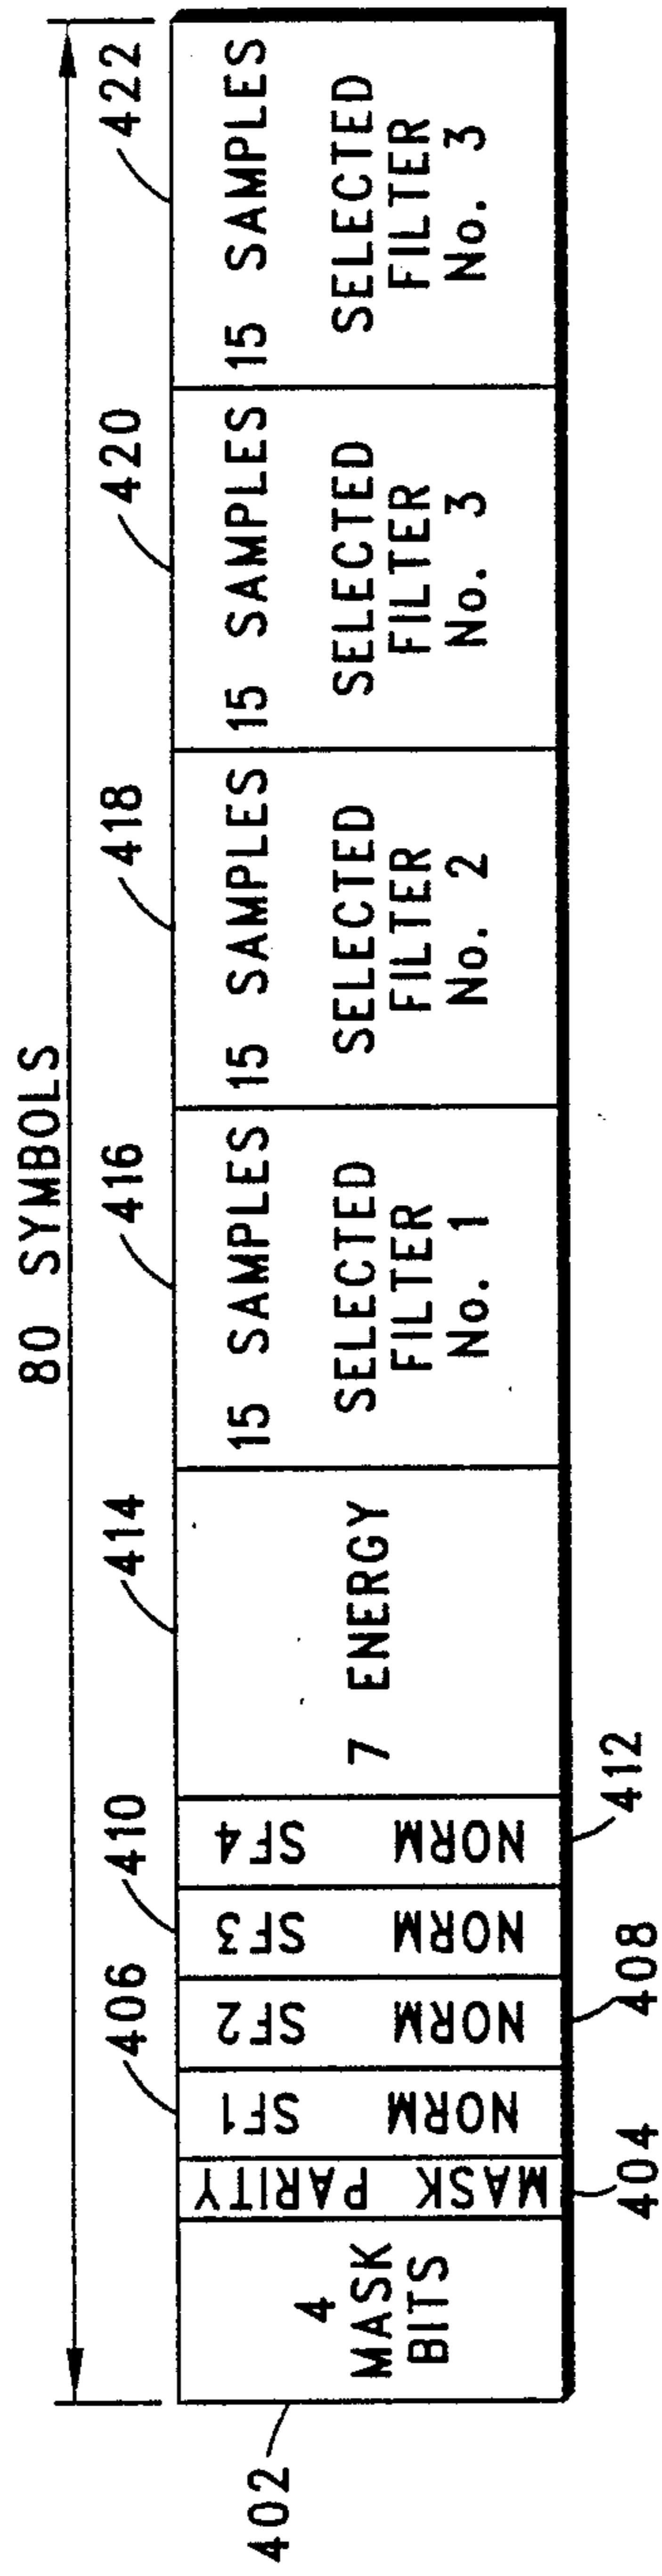 80 SYMBOLS
402
406
410
414
416
418
420
422
4
MASK
BITS
MASK PARITY
SF1 NORM
SF2 NORM
SF3 NORM
SF4 NORM
7 ENERGY
15 SAMPLES
SELECTED
FILTER
No. 1
15 SAMPLES
SELECTED
FILTER
No. 2
15 SAMPLES
SELECTED
FILTER
No. 3
15 SAMPLES
SELECTED
FILTER
No. 3
404
408
412